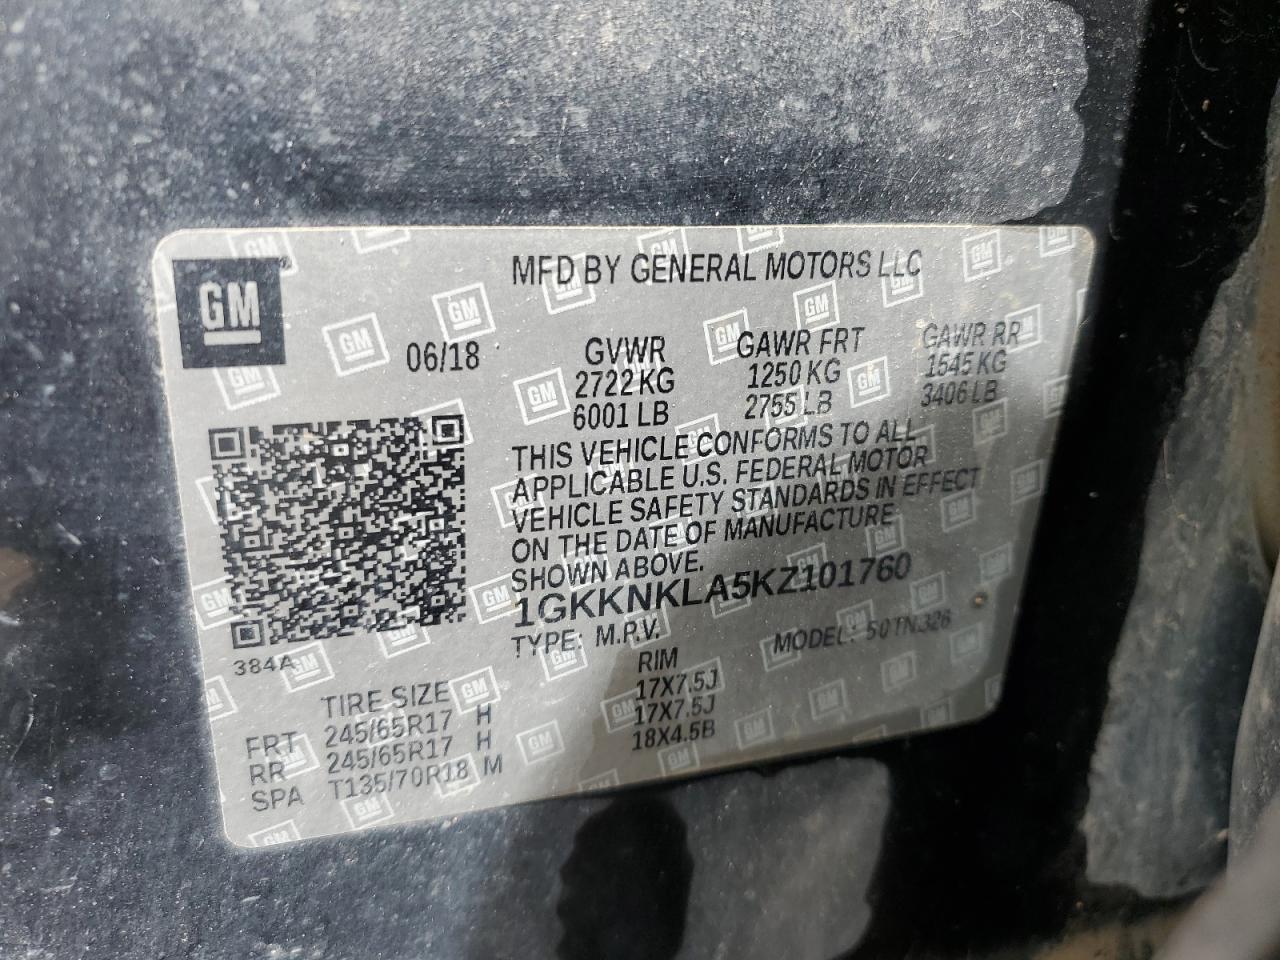 GM
MFD BY GENERAL MOTORS LLC
06/18
GVWR GAWR FRT GAWR RR
2722 KG 1250 KG 1545 KG
6001 LB 2755 LB 3406 LB
THIS VEHICLE CONFORMS TO ALL
APPLICABLE U.S. FEDERAL MOTOR
VEHICLE SAFETY STANDARDS IN EFFECT
ON THE DATE OF MANUFACTURE
SHOWN ABOVE.
1GKKNKLA5KZ101760
TYPE: M.P.V. MODEL: 50TN326
384A
TIRE SIZE RIM
FRT 245/65R17 H 17X7.5J
RR 245/65R17 H 17X7.5J
SPA T135/70R18 M 18X4.5B